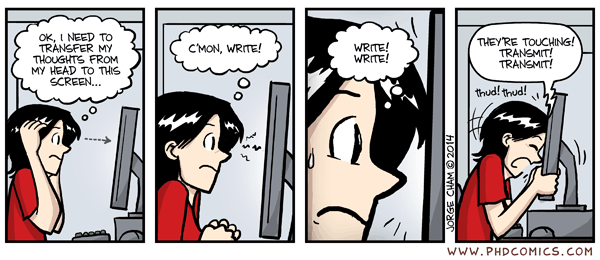 OK, I NEED TO
TRANSFER MY
THOUGHTS FROM
MY HEAD TO THIS
SCREEN...
C'MON, WRITE!
WRITE!
WRITE!
THEY'RE TOUCHING!
TRANSMIT!
TRANSMIT!
thud! thud!
JORGE CHAM © 2014
WWW.PHDCOMICS.COM